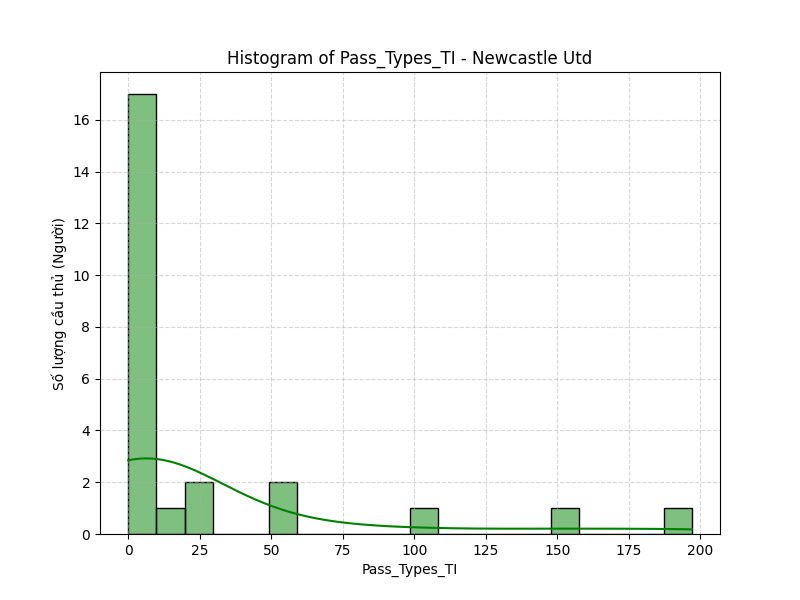 Histogram of Pass_Types_TI - Newcastle Utd
Số lượng cầu thủ (Người)
16
14
12
10
8
6
4
2
0
0 25 50 75 100 125 150 175 200
Pass_Types_TI